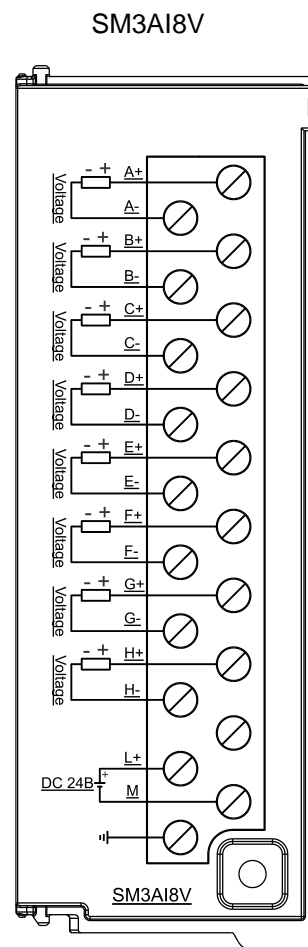 SM3AI8V
- +
A+
Voltage
A-
- +
B+
Voltage
B-
- +
C+
Voltage
C-
- +
D+
Voltage
D-
- +
E+
Voltage
E-
- +
F+
Voltage
F-
- +
G+
Voltage
G-
- +
H+
Voltage
H-
L+
+
DC 24B
M
SM3AI8V